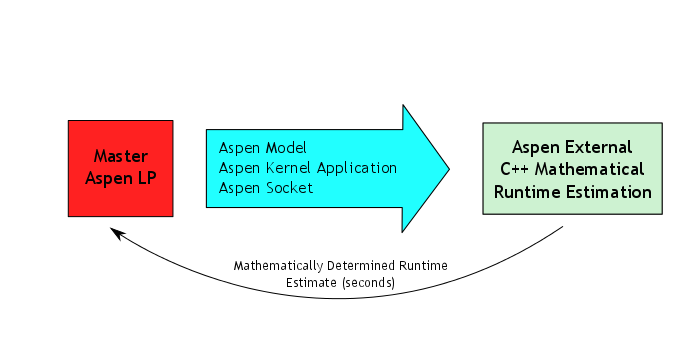 Master
Aspen LP
Aspen Model
Aspen Kernel Application
Aspen Socket
Aspen External
C++ Mathematical
Runtime Estimation
Mathematically Determined Runtime
Estimate (seconds)